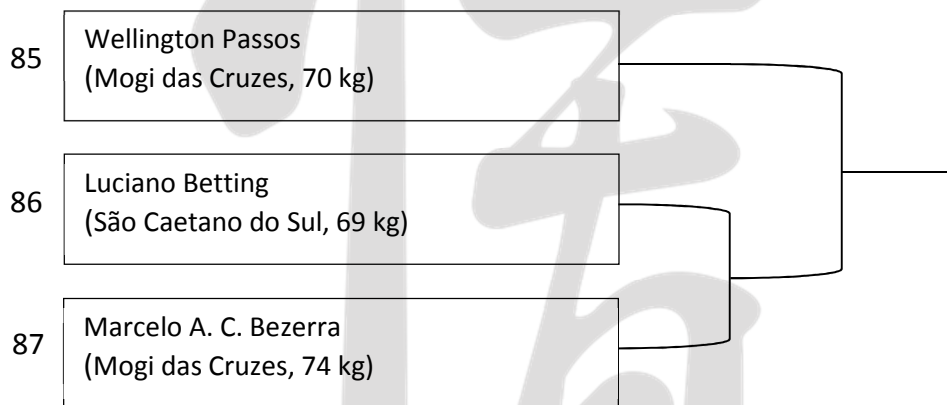 85
Wellington Passos
(Mogi das Cruzes, 70 kg)
86
Luciano Betting
(São Caetano do Sul, 69 kg)
87
Marcelo A. C. Bezerra
(Mogi das Cruzes, 74 kg)